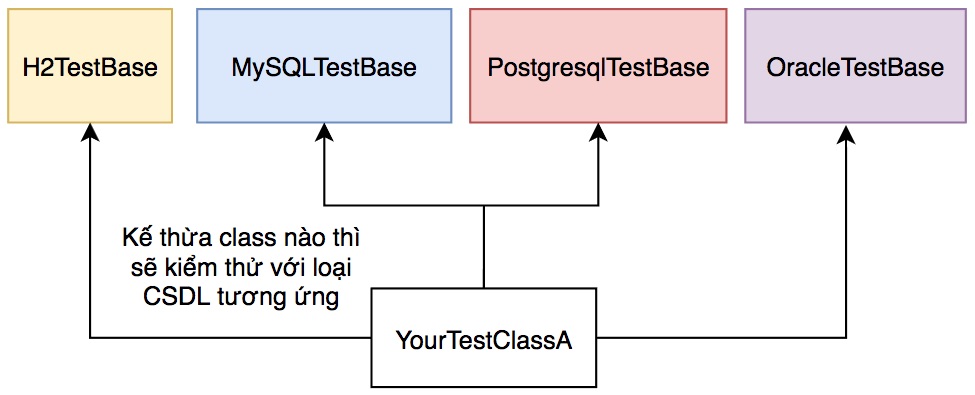 H2TestBase
MySQLTestBase
PostgresqlTestBase
OracleTestBase
Kế thừa class nào thì
sẽ kiểm thử với loại
CSDL tương ứng
YourTestClassA